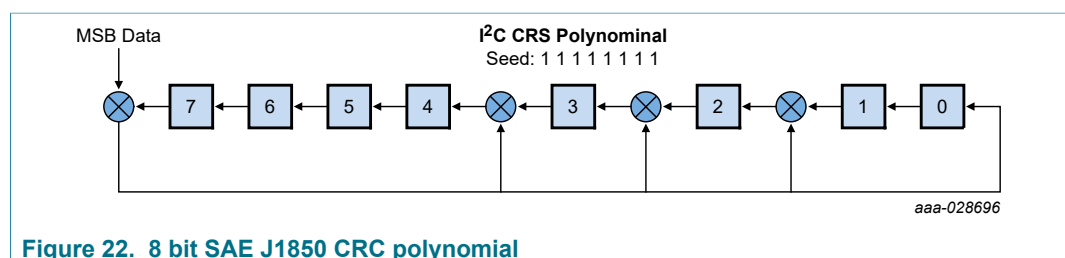 MSB Data
I²C CRS Polynominal
Seed: 1 1 1 1 1 1 1 1
7 6 5 4 3 2 1 0
aaa-028696
Figure 22. 8 bit SAE J1850 CRC polynomial